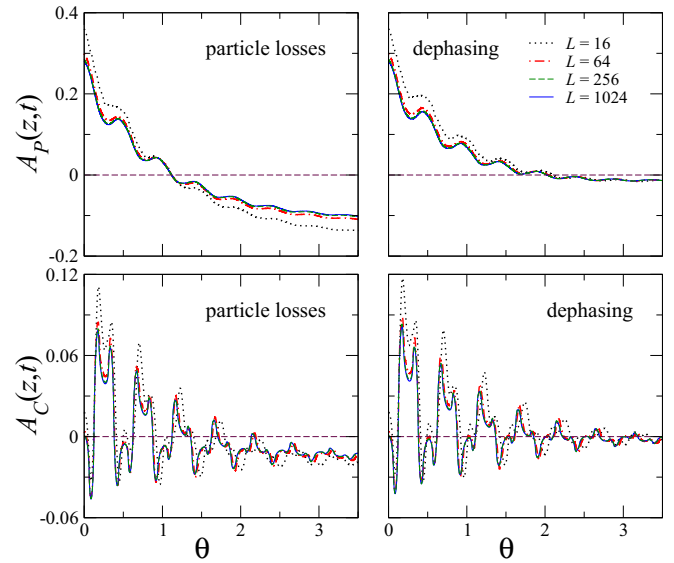 particle losses
dephasing
L = 16
L = 64
L = 256
L = 1024
A_P(z,t)
0.4
0.2
0
-0.2
particle losses
dephasing
A_C(z,t)
0.12
0.06
0
-0.06
0 1 2 3
0 1 2 3
θ
θ